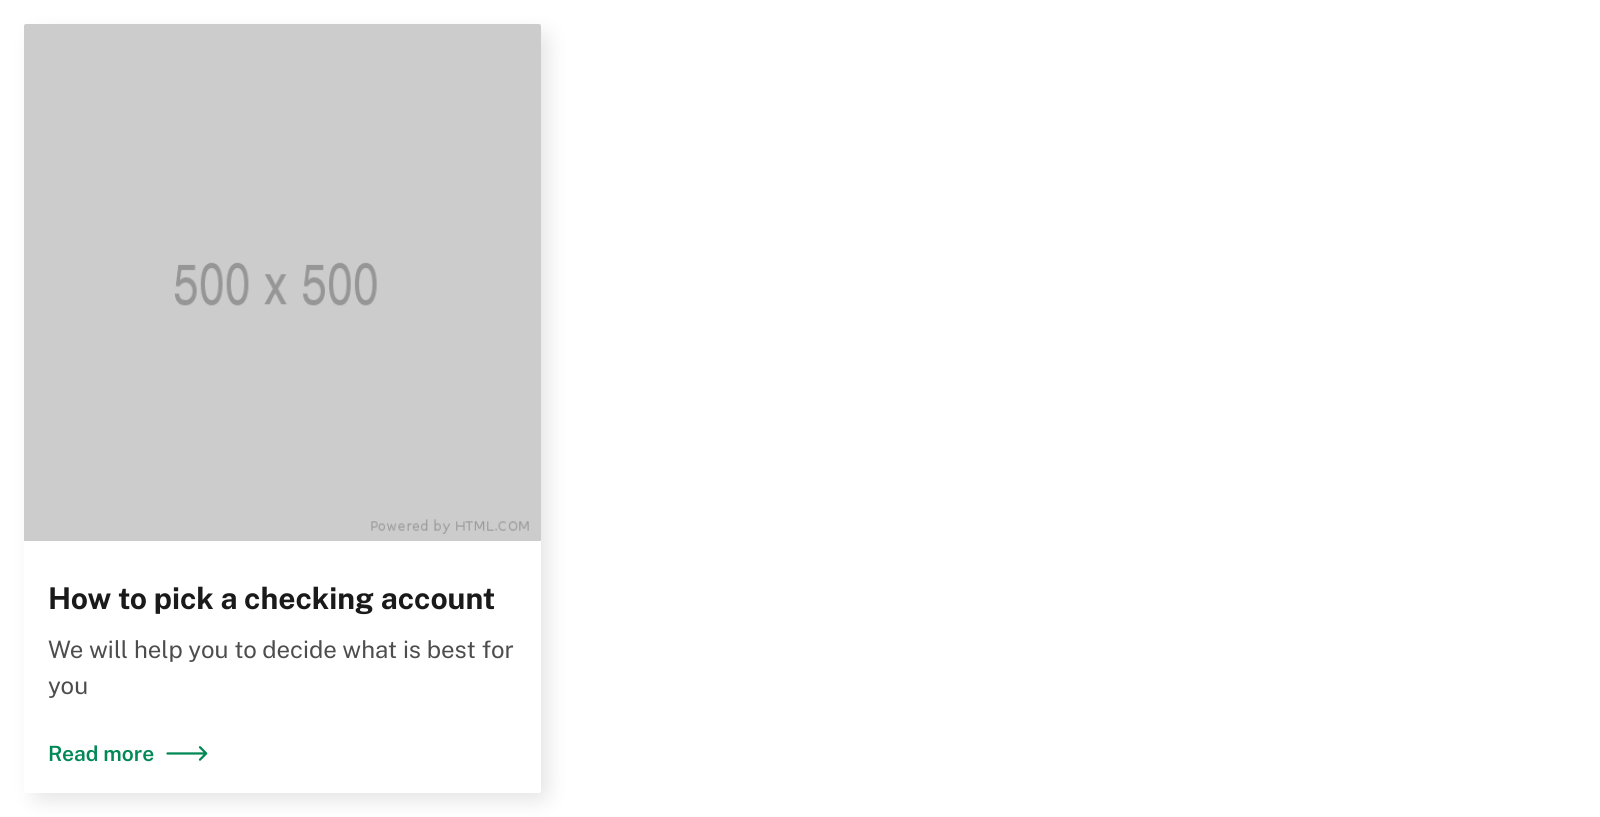 500 x 500
Powered by HTML.COM
How to pick a checking account
We will help you to decide what is best for
you
Read more